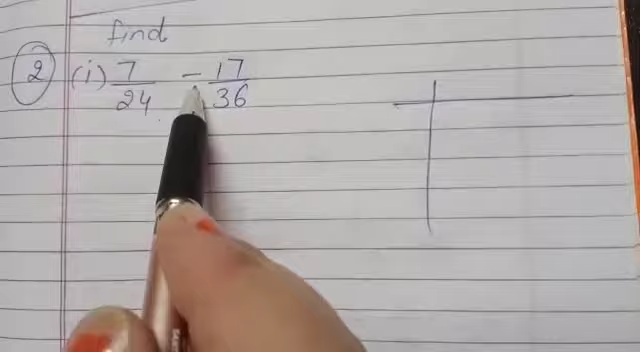 find
② (i) 7/24 - 17/36